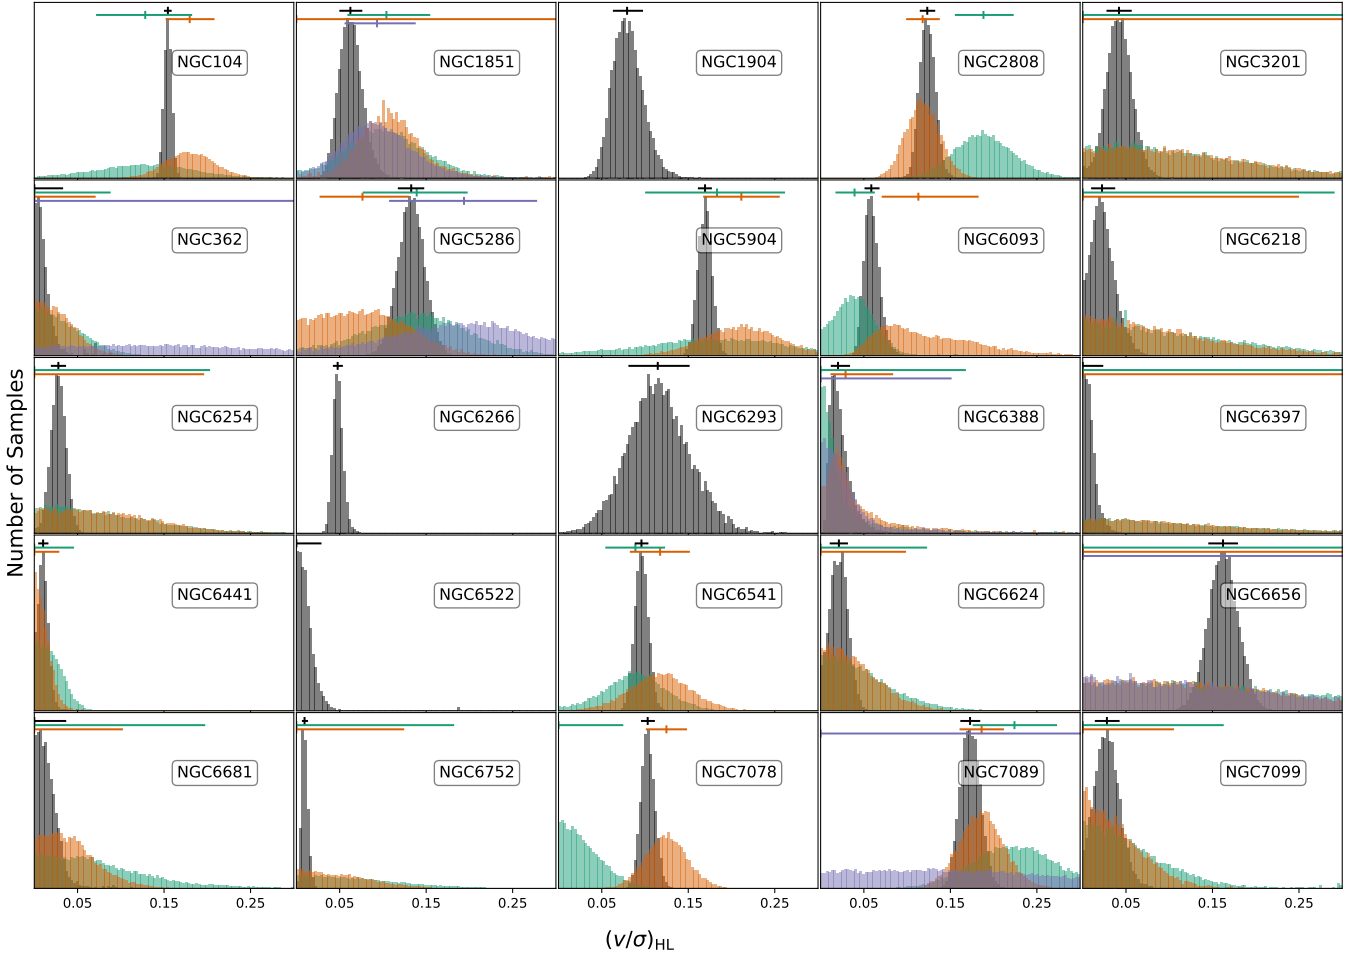 NGC104
NGC1851
NGC1904
NGC2808
NGC3201
NGC362
NGC5286
NGC5904
NGC6093
NGC6218
NGC6254
NGC6266
NGC6293
NGC6388
NGC6397
NGC6441
NGC6522
NGC6541
NGC6624
NGC6656
NGC6681
NGC6752
NGC7078
NGC7089
NGC7099
Number of Samples
0.05 0.15 0.25 0.05 0.15 0.25 0.05 0.15 0.25 0.05 0.15 0.25 0.05 0.15 0.25
(v/σ)HL